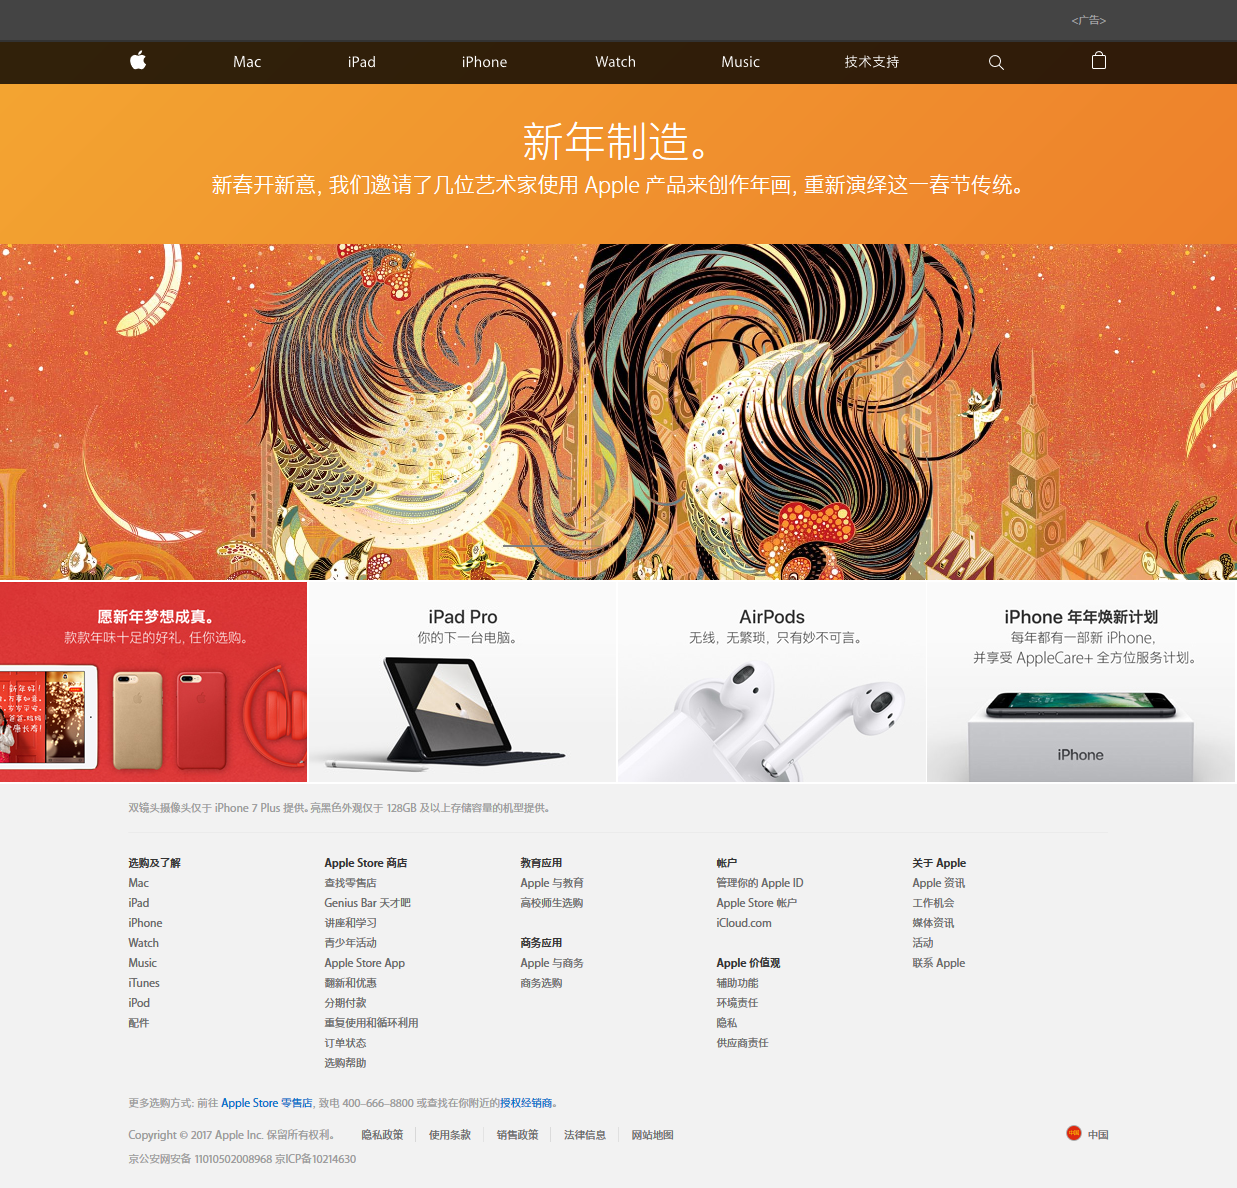 <广告>
Mac iPad iPhone Watch Music 技术支持
新年制造。
新春开新意, 我们邀请了几位艺术家使用 Apple 产品来创作年画, 重新演绎这一春节传统。
愿新年梦想成真。
款款年味十足的好礼, 任你选购。
iPad Pro
你的下一台电脑。
AirPods
无线, 无繁琐, 只有妙不可言。
iPhone 年年焕新计划
每年都有一部新 iPhone,
并享受 AppleCare+ 全方位服务计划。
iPhone
双镜头摄像头仅于 iPhone 7 Plus 提供。亮黑色外观仅于 128GB 及以上存储容量的机型提供。
选购及了解
Mac
iPad
iPhone
Watch
Music
iTunes
iPod
配件
Apple Store 商店
查找零售店
Genius Bar 天才吧
讲座和学习
青少年活动
Apple Store App
翻新和优惠
分期付款
重复使用和循环利用
订单状态
选购帮助
教育应用
Apple 与教育
高校师生选购
商务应用
Apple 与商务
商务选购
帐户
管理你的 Apple ID
Apple Store 帐户
iCloud.com
Apple 价值观
辅助功能
环境责任
隐私
供应商责任
关于 Apple
Apple 资讯
工作机会
媒体资讯
活动
联系 Apple
更多选购方式: 前往 Apple Store 零售店, 致电 400-666-8800 或查找在你附近的授权经销商。
Copyright © 2017 Apple Inc. 保留所有权利。 隐私政策 使用条款 销售政策 法律信息 网站地图 中国
京公安网安备 11010502008968 京ICP备10214630